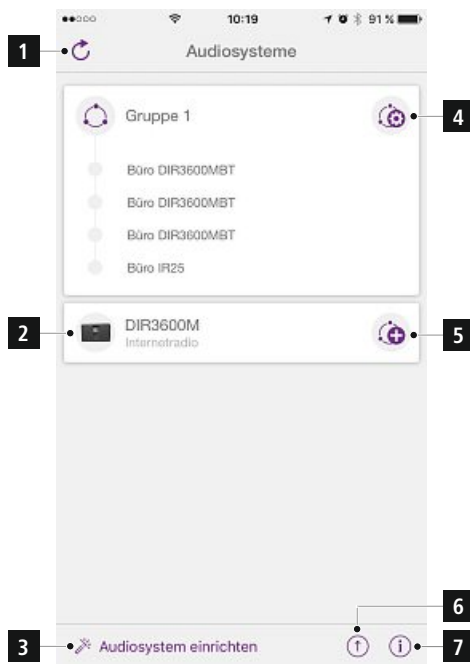 10:19
91 %
1
Audiosysteme
Gruppe 1
4
Büro DIR3600MBT
Büro DIR3600MBT
Büro DIR3600MBT
Büro IR25
2
DIR3600M
Internetradio
5
6
3
Audiosystem einrichten
7